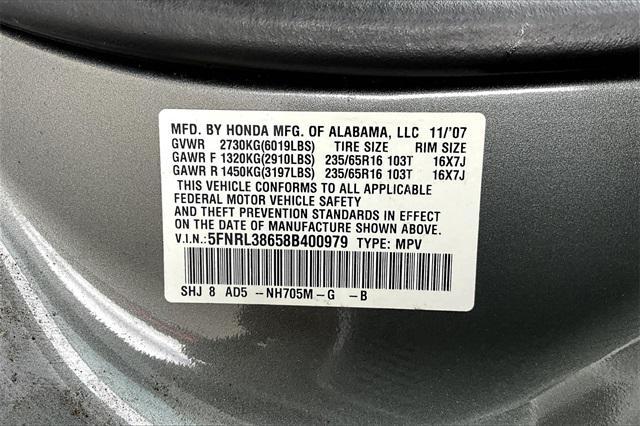 MFD. BY HONDA MFG. OF ALABAMA, LLC 11/'07
GVWR 2730KG(6019LBS) TIRE SIZE RIM SIZE
GAWR F 1320KG(2910LBS) 235/65R16 103T 16X7J
GAWR R 1450KG(3197LBS) 235/65R16 103T 16X7J
THIS VEHICLE CONFORMS TO ALL APPLICABLE
FEDERAL MOTOR VEHICLE SAFETY
AND THEFT PREVENTION STANDARDS IN EFFECT
ON THE DATE OF MANUFACTURE SHOWN ABOVE.
V.I.N.:5FNRL38658B400979 TYPE: MPV
SHJ 8 AD5 -NH705M-G -B